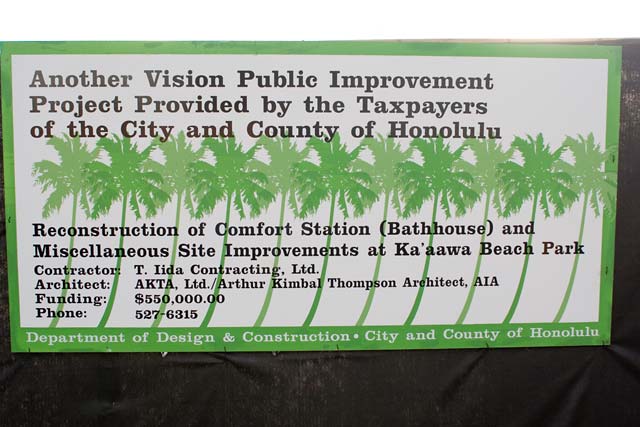 Another Vision Public Improvement
Project Provided by the Taxpayers
of the City and County of Honolulu
Reconstruction of Comfort Station (Bathhouse) and
Miscellaneous Site Improvements at Ka'aawa Beach Park
Contractor: T. Iida Contracting, Ltd.
Architect: AKTA, Ltd./Arthur Kimbal Thompson Architect, AIA
Funding: $550,000.00
Phone: 527-6315
Department of Design & Construction • City and County of Honolulu